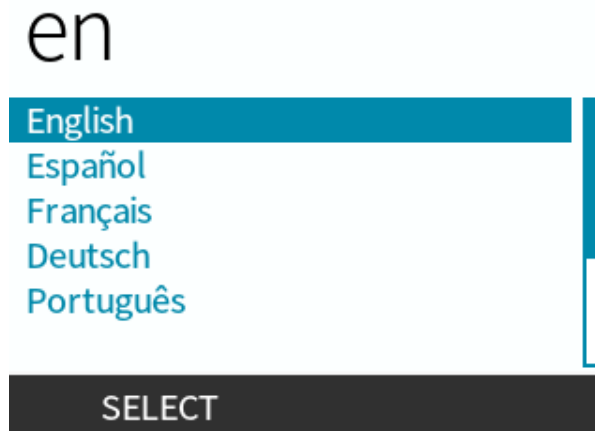 en
English
Español
Français
Deutsch
Português
SELECT